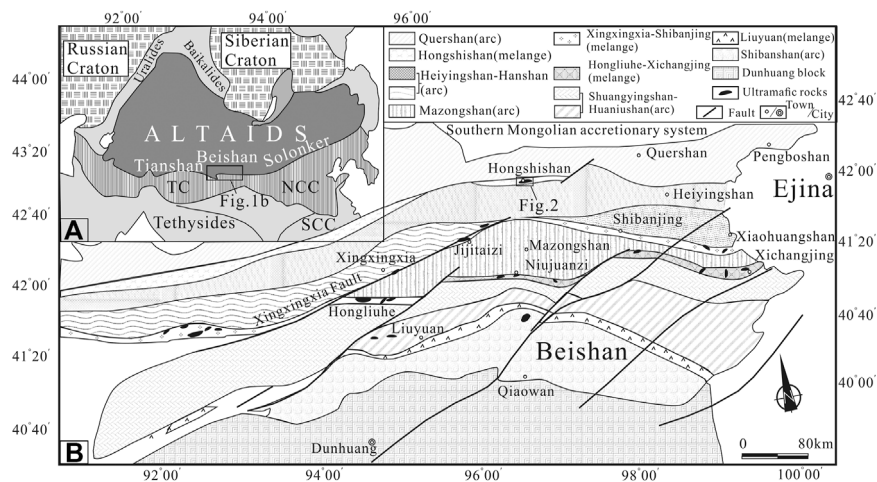 92°00′
94°00′
96°00′
44°00′
43°20′
42°40′
42°00′
41°20′
40°40′
Russian
Craton
Siberian
Craton
Uralides
Baikalides
ALTAIDS
Tianshan
Beishan
Solonker
TC
NCC
Fig.1b
Tethysides
SCC
A
Quershan(arc)
Hongshishan(melange)
Heiyingshan-Hanshan
(arc)
Mazongshan(arc)
Xingxingxia-Shibanjing
(melange)
Hongliuhe-Xichangjing
(melange)
Shuangyingshan-
Huaniushan(arc)
Liuyuan(melange)
Shibanshan(arc)
Dunhuang block
Ultramafic rocks
Fault
Town
/City
Southern Mongolian accretionary system
Quershan
Pengboshan
Hongshishan
Heiyingshan
Ejina
Fig.2
Shibanjing
Xiaohuangshan
Xichangjing
Xingxingxia
Jijitaizi
Mazongshan
Niujuanzi
Xingxingxia Fault
Hongliuhe
Liuyuan
Beishan
Qiaowan
Dunhuang
B
0
80km
42°40′
42°00′
41°20′
40°40′
40°00′
92°00′
94°00′
96°00′
98°00′
100°00′